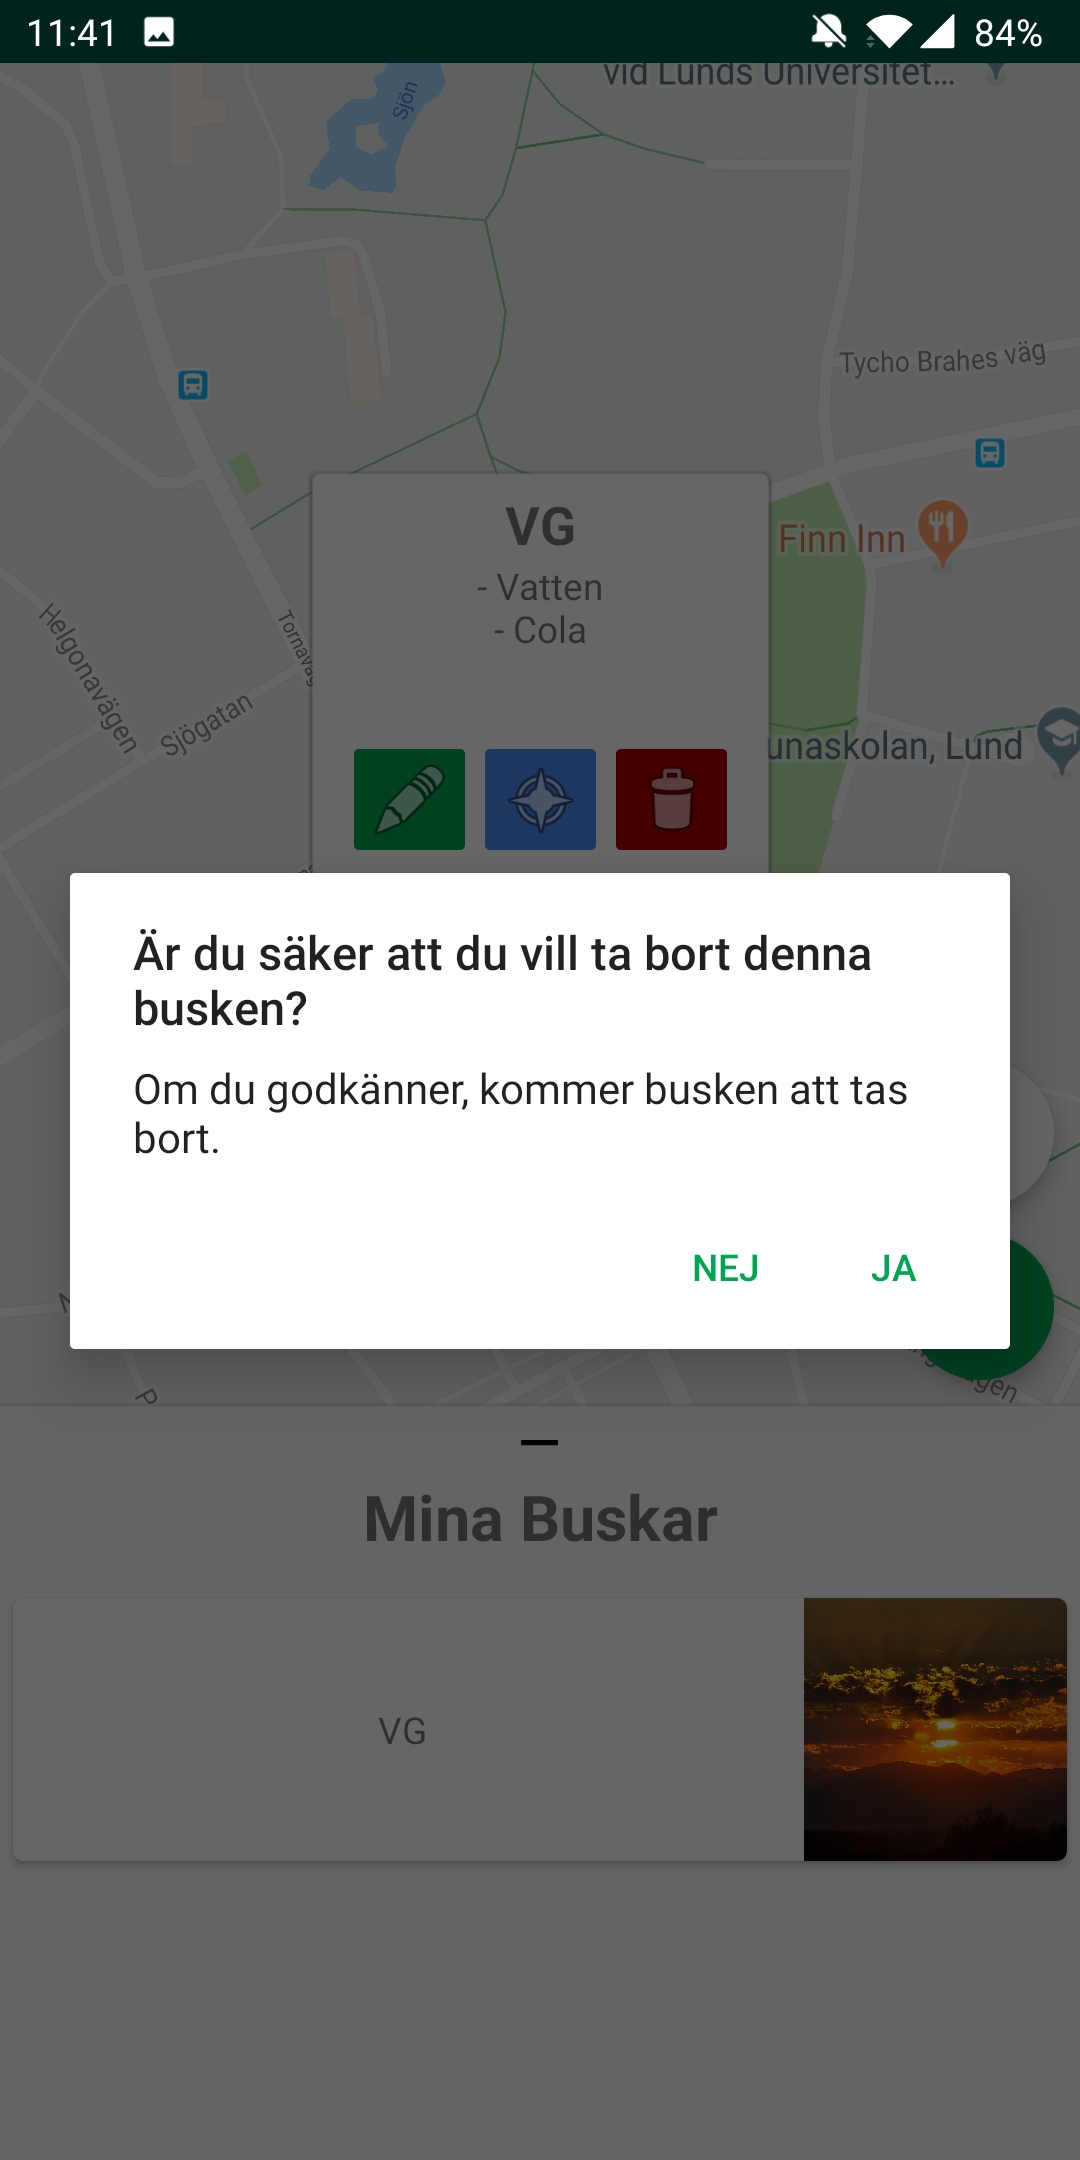 11:41
84%
vid Lunds Universitet...
Sjön
Tycho Brahes väg
Finn Inn
VG
- Vatten
- Cola
Helgonavägen
Tornaväg
Sjögatan
unaskolan, Lund
Är du säker att du vill ta bort denna
busken?
Om du godkänner, kommer busken att tas
bort.
NEJ
JA
P
gen
Mina Buskar
VG